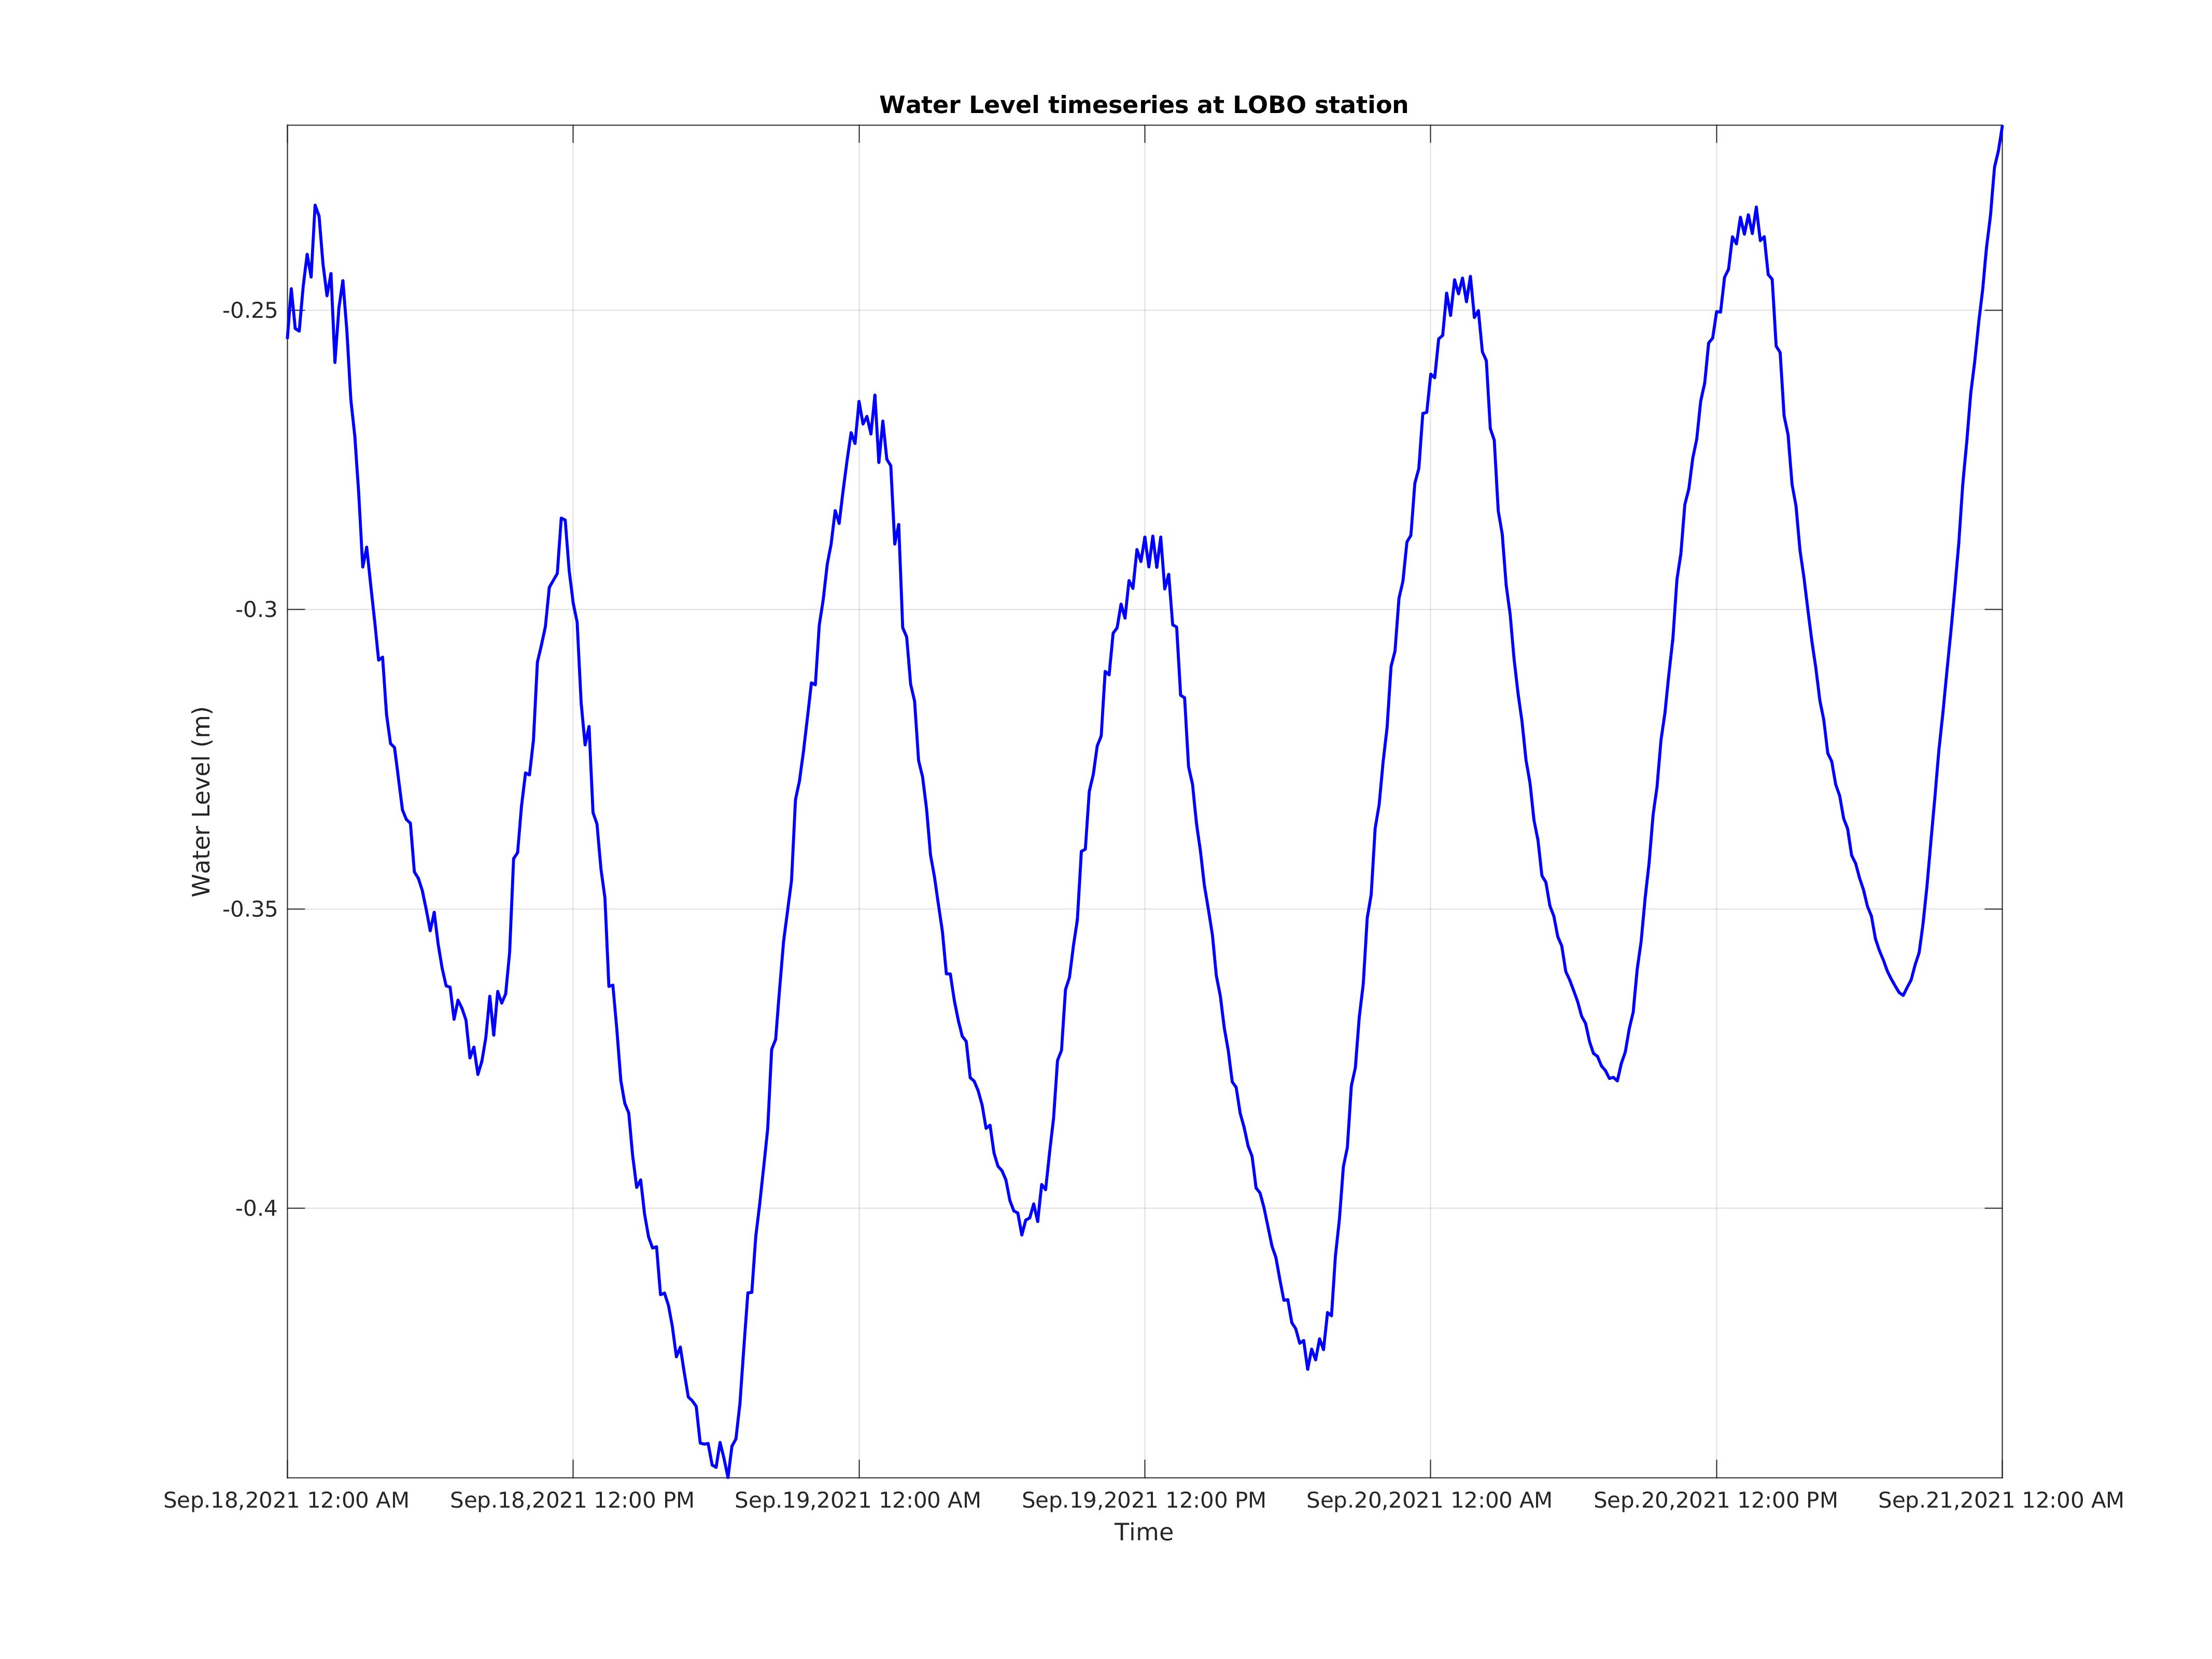 Water Level timeseries at LOBO station
-0.25
-0.3
-0.35
-0.4
Water Level (m)
Sep.18,2021 12:00 AM
Sep.18,2021 12:00 PM
Sep.19,2021 12:00 AM
Sep.19,2021 12:00 PM
Sep.20,2021 12:00 AM
Sep.20,2021 12:00 PM
Sep.21,2021 12:00 AM
Time